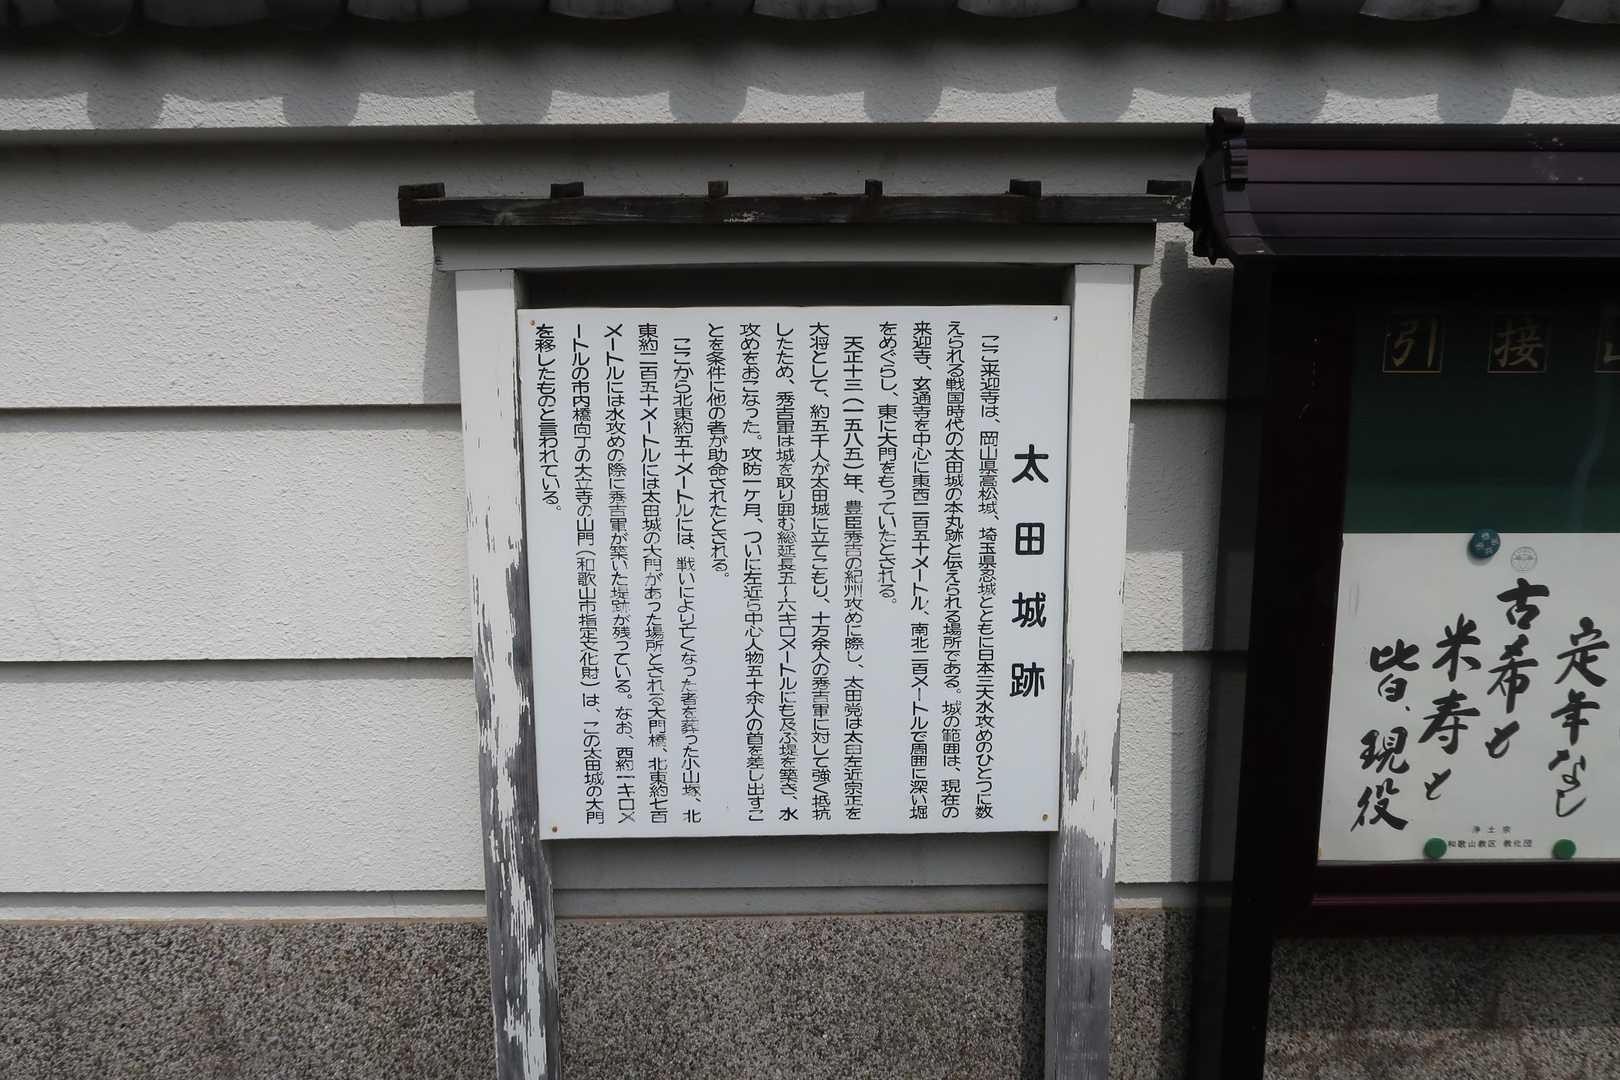 太田城跡
ここ来迎寺は、岡山県高松城、埼玉県忍城とともに日本三大水攻めのひとつに数
えられる戦国時代の太田城の本丸跡と伝えられる場所である。城の範囲は、現在の
来迎寺、玄通寺を中心に東西二百五十メートル、南北二百メートルで周囲に深い堀
をめぐらし、東に大門をもっていたとされる。
天正十三(一五八五)年、豊臣秀吉の紀州攻めに際し、太田党は太田左近宗正を
大将として、約五千人が太田城に立てこもり、十万余人の秀吉軍に対して強く抵抗
したため、秀吉軍は城を取り囲む総延長五〜六キロメートルにも及ぶ堤を築き、水
攻めをおこなった。攻防一ケ月、ついに左近ら中心人物五十余人の首を差し出すこ
とを条件に他の者が助命されたとされる。
ここから北東約五十メートルには、戦いにより亡くなった者を葬った小山塚、北
東約二百五十メートルには太田城の大門があった場所とされる大門橋、北東約七百
メートルには水攻めの際に秀吉軍が築いた堤跡が残っている。なお、西約一キロメ
ートルの市内橋向丁の大立寺の山門(和歌山市指定文化財)は、この太田城の大門
を移したものと言われている。
引接山
定年なし
古希も
米寿も
皆、現役
浄土宗
和歌山教区 教化団